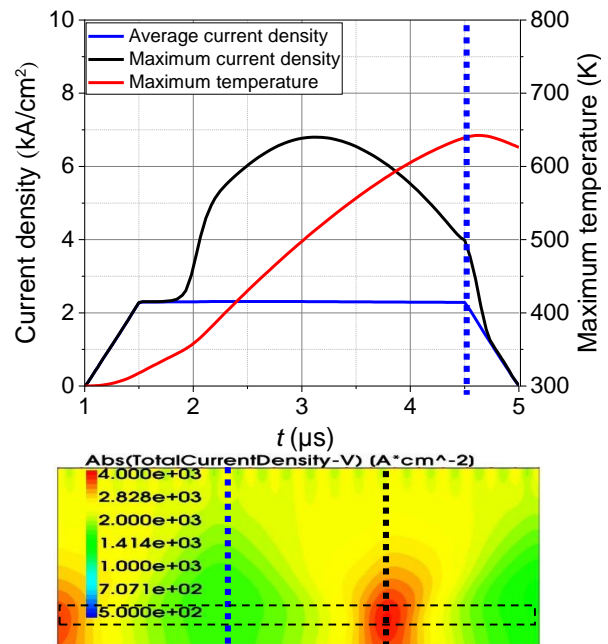 Average current density
Maximum current density
Maximum temperature
Current density (kA/cm²)
10
8
6
4
2
0
Maximum temperature (K)
800
700
600
500
400
300
1 2 3 4 5
t (µs)
Abs(TotalCurrentDensity-V) [A*cm^-2]
4.000e+03
2.828e+03
2.000e+03
1.414e+03
1.000e+03
7.071e+02
5.000e+02